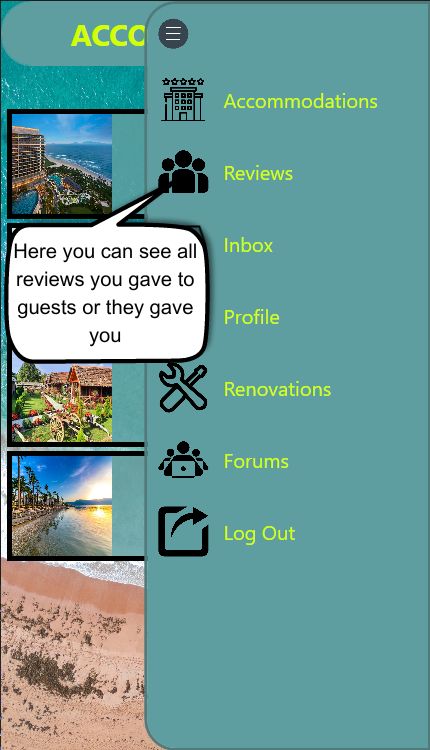 ACCO
Accommodations
Reviews
Here you can see all
reviews you gave to
guests or they gave
you
Inbox
Profile
Renovations
Forums
Log Out